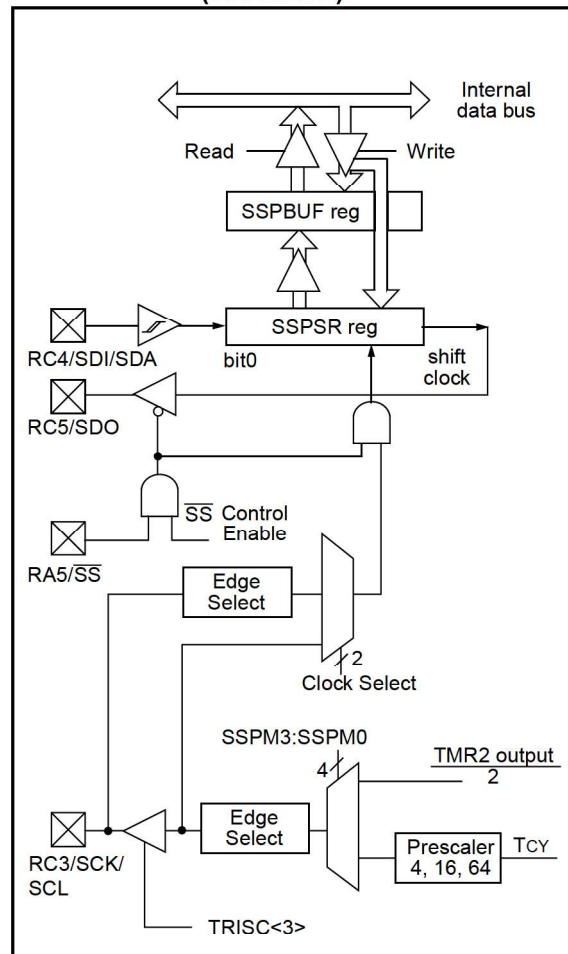 Internal
data bus
Read
Write
SSPBUF reg
SSPSR reg
RC4/SDI/SDA
bit0
shift
clock
RC5/SDO
SS Control
Enable
RA5/SS
Edge
Select
2
Clock Select
SSPM3:SSPM0
4
TMR2 output
2
Edge
Select
Prescaler
4, 16, 64
TCY
RC3/SCK/
SCL
TRISC<3>